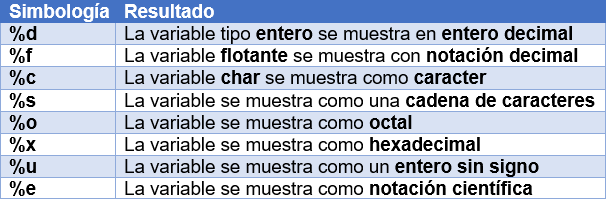 Simbología Resultado
%d La variable tipo entero se muestra en entero decimal
%f La variable flotante se muestra con notación decimal
%c La variable char se muestra como caracter
%s La variable se muestra como una cadena de caracteres
%o La variable se muestra como octal
%x La variable se muestra como hexadecimal
%u La variable se muestra como un entero sin signo
%e La variable se muestra como notación científica